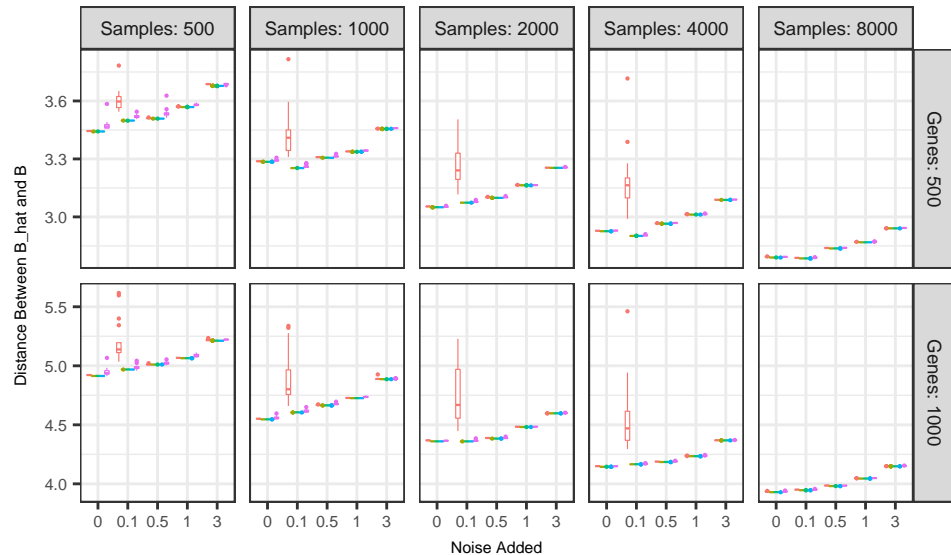 Samples: 500
Samples: 1000
Samples: 2000
Samples: 4000
Samples: 8000
Distance Between B_hat and B
3.6
3.3
3.0
Genes: 500
5.5
5.0
4.5
4.0
Genes: 1000
0 0.1 0.5 1 3
0 0.1 0.5 1 3
0 0.1 0.5 1 3
0 0.1 0.5 1 3
0 0.1 0.5 1 3
Noise Added